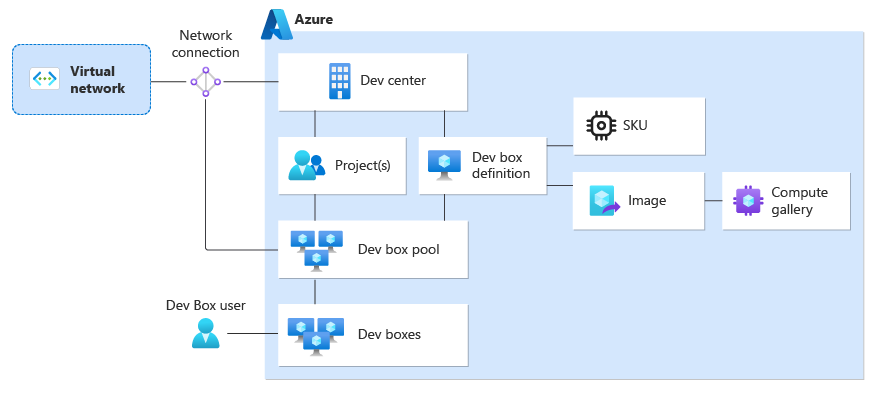 Azure
Network
connection
Virtual
network
Dev center
SKU
Project(s)
Dev box
definition
Image
Compute
gallery
Dev box pool
Dev Box user
Dev boxes